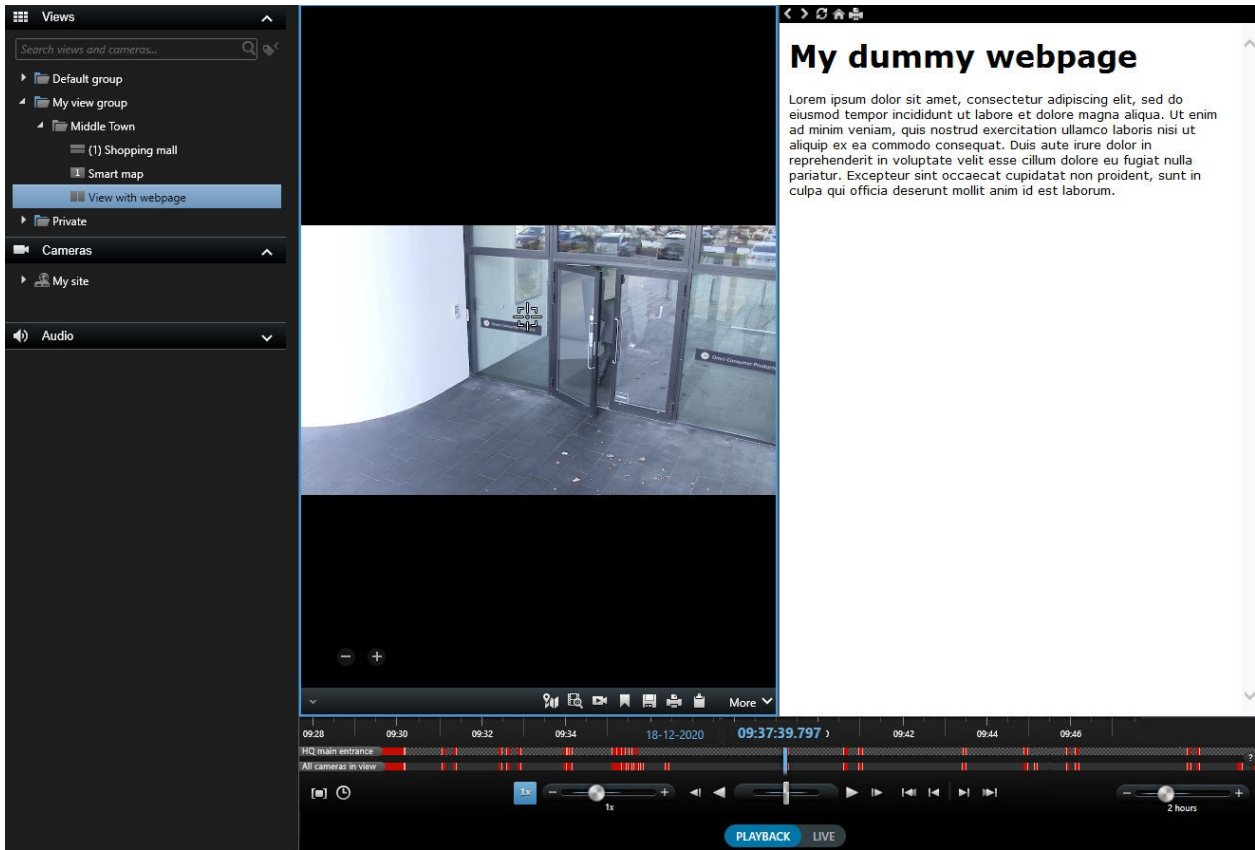 Views
Search views and cameras...
Default group
My view group
Middle Town
(1) Shopping mall
1 Smart map
View with webpage
Private
Cameras
My site
Audio
My dummy webpage
Lorem ipsum dolor sit amet, consectetur adipiscing elit, sed do
eiusmod tempor incididunt ut labore et dolore magna aliqua. Ut enim
ad minim veniam, quis nostrud exercitation ullamco laboris nisi ut
aliquip ex ea commodo consequat. Duis aute irure dolor in
reprehenderit in voluptate velit esse cillum dolore eu fugiat nulla
pariatur. Excepteur sint occaecat cupidatat non proident, sunt in
culpa qui officia deserunt mollit anim id est laborum.
Consumer Products
More
09:28 09:30 09:32 09:34 18-12-2020 09:37:39.797 09:42 09:44 09:46
HQ main entrance
All cameras in view
?
1x
1x
2 hours
PLAYBACK LIVE